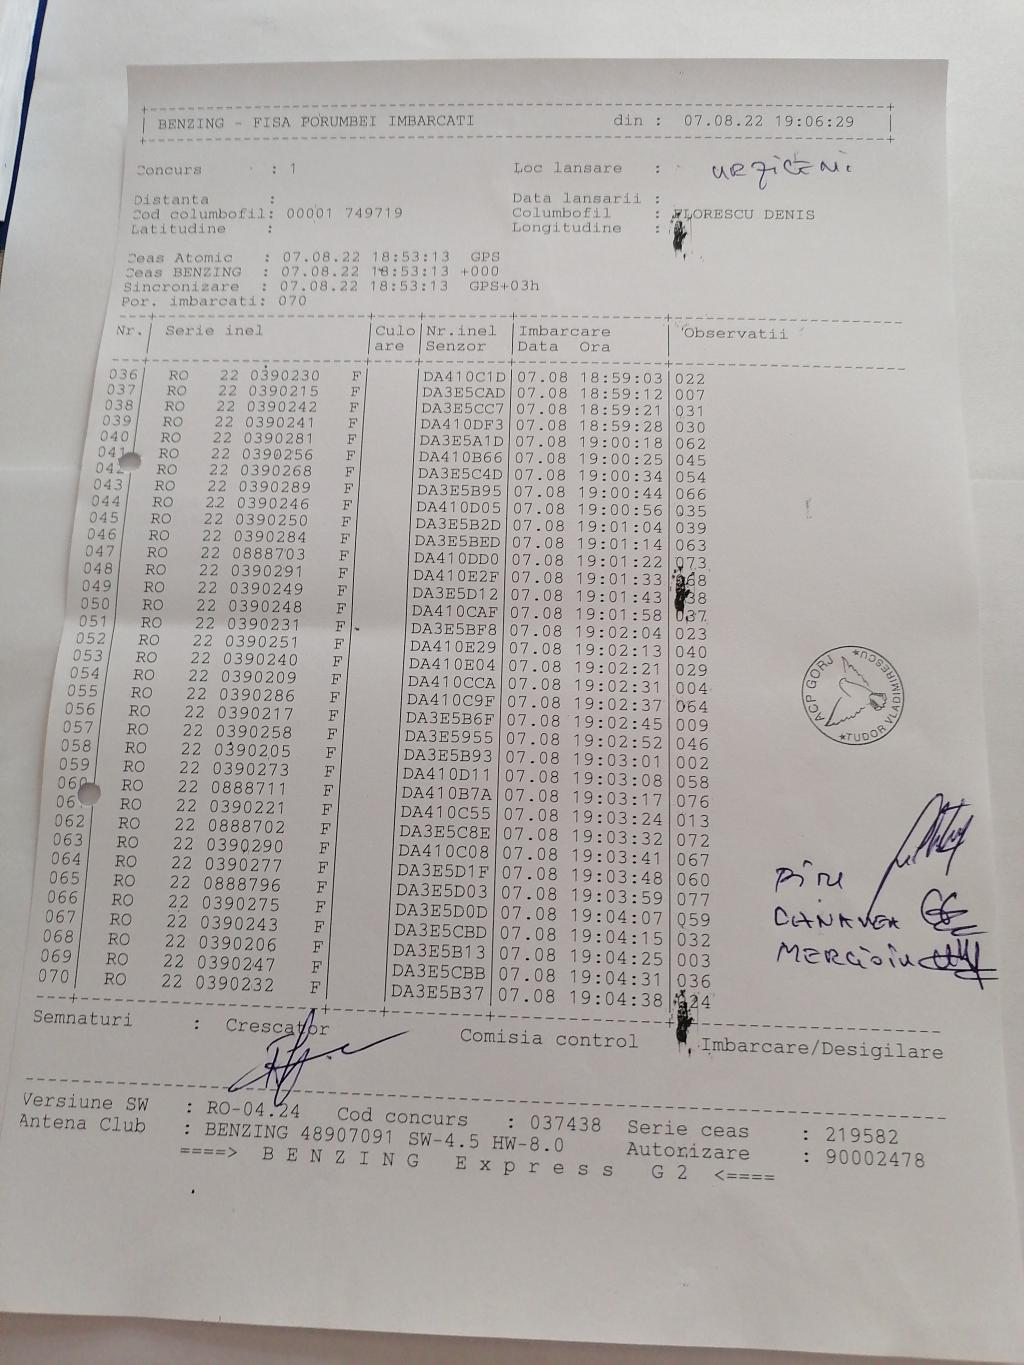 BENZING - FISA PORUMBEI IMBARCATI din : 07.08.22 19:06:29
Concurs : 1 Loc lansare : URZICENI
Distanta : Data lansarii :
Cod columbofil: 00001 749719 Columbofil : FLORESCU DENIS
Latitudine : Longitudine :
Ceas Atomic : 07.08.22 18:53:13 GPS
Ceas BENZING : 07.08.22 18:53:13 +000
Sincronizare : 07.08.22 18:53:13 GPS+03h
Por. imbarcati: 070
Nr. Serie inel Culo Nr.inel Imbarcare Observatii
are Senzor Data Ora
036 RO 22 0390230 F DA410C1D 07.08 18:59:03 022
037 RO 22 0390215 F DA3E5CAD 07.08 18:59:12 007
038 RO 22 0390242 F DA3E5CC7 07.08 18:59:21 031
039 RO 22 0390241 F DA410DF3 07.08 18:59:28 030
040 RO 22 0390281 F DA3E5A1D 07.08 19:00:18 062
041 RO 22 0390256 F DA410B66 07.08 19:00:25 045
042 RO 22 0390268 F DA3E5C4D 07.08 19:00:34 054
043 RO 22 0390289 F DA3E5B95 07.08 19:00:44 066
044 RO 22 0390246 F DA410D05 07.08 19:00:56 035
045 RO 22 0390250 F DA3E5B2D 07.08 19:01:04 039
046 RO 22 0390284 F DA3E5BED 07.08 19:01:14 063
047 RO 22 0888703 F DA410DD0 07.08 19:01:22 073
048 RO 22 0390291 F DA410E2F 07.08 19:01:33 068
049 RO 22 0390249 F DA3E5D12 07.08 19:01:43 038
050 RO 22 0390248 F DA410CAF 07.08 19:01:58 037
051 RO 22 0390231 F DA3E5BF8 07.08 19:02:04 023
052 RO 22 0390251 F DA410E29 07.08 19:02:13 040
053 RO 22 0390240 F DA410E04 07.08 19:02:21 029
054 RO 22 0390209 F DA410CCA 07.08 19:02:31 004
055 RO 22 0390286 F DA410C9F 07.08 19:02:37 064
056 RO 22 0390217 F DA3E5B6F 07.08 19:02:45 009
057 RO 22 0390258 F DA3E5955 07.08 19:02:52 046
058 RO 22 0390205 F DA3E5B93 07.08 19:03:01 002
059 RO 22 0390273 F DA410D11 07.08 19:03:08 058
060 RO 22 0888711 F DA410B7A 07.08 19:03:17 076
06 RO 22 0390221 F DA410C55 07.08 19:03:24 013
062 RO 22 0888702 F DA3E5C8E 07.08 19:03:32 072
063 RO 22 0390290 F DA410C08 07.08 19:03:41 067
064 RO 22 0390277 F DA3E5D1F 07.08 19:03:48 060
065 RO 22 0888796 F DA3E5D03 07.08 19:03:59 077
066 RO 22 0390275 F DA3E5D0D 07.08 19:04:07 059
067 RO 22 0390243 F DA3E5CBD 07.08 19:04:15 032
068 RO 22 0390206 F DA3E5B13 07.08 19:04:25 003
069 RO 22 0390247 F DA3E5CBB 07.08 19:04:31 036
070 RO 22 0390232 F DA3E5B37 07.08 19:04:38 24
ACP GORJ
*TUDOR VLADIMIRESCU*
CANAVEA
Semnaturi : Crescator Comisia control Imbarcare/Desigilare
Versiune SW : RO-04.24 Cod concurs : 037438 Serie ceas : 219582
Antena Club : BENZING 48907091 SW-4.5 HW-8.0 Autorizare : 90002478
====> B E N Z I N G E x p r e s s G 2 <====